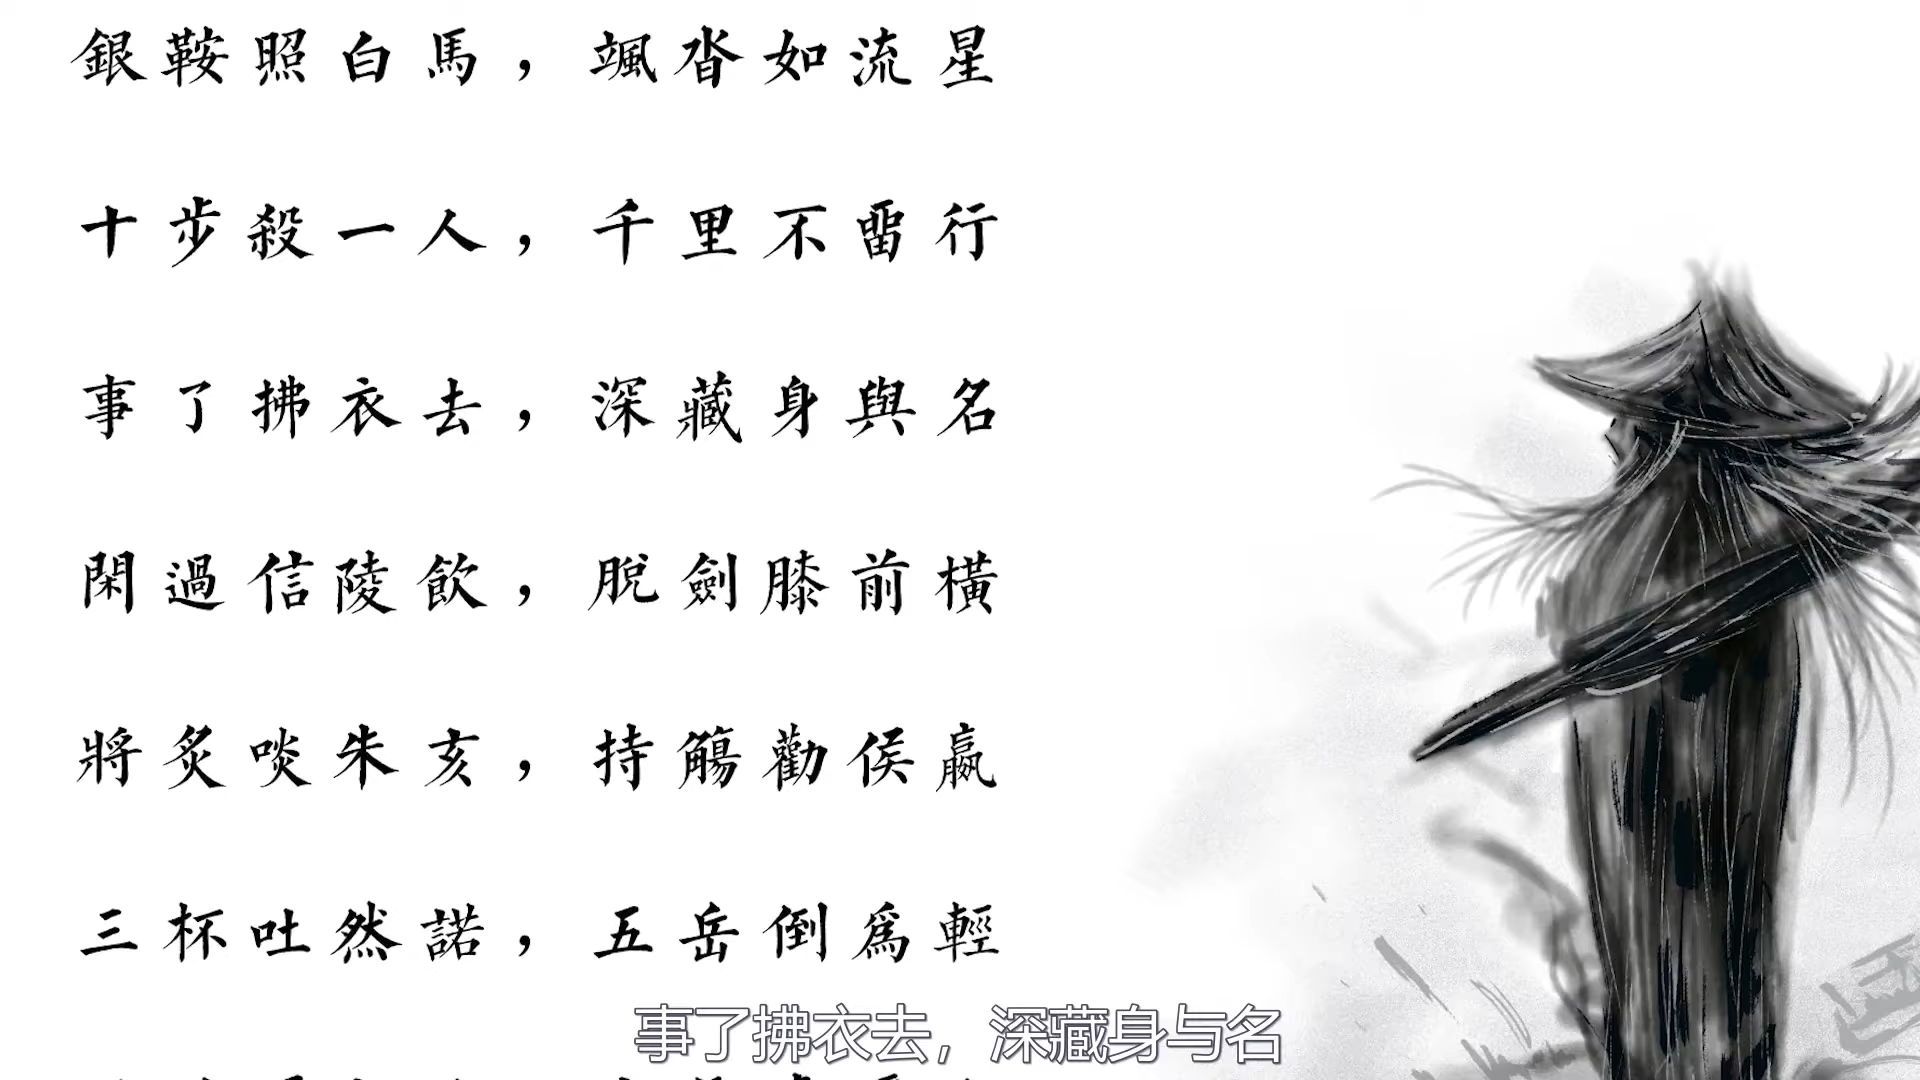 銀鞍照白馬，颯沓如流星
十步殺一人，千里不畱行
事了拂衣去，深藏身與名
閑過信陵飲，脫劍膝前橫
將炙啖朱亥，持觴勸侯嬴
三杯吐然諾，五岳倒爲輕
事了拂衣去，深藏身与名